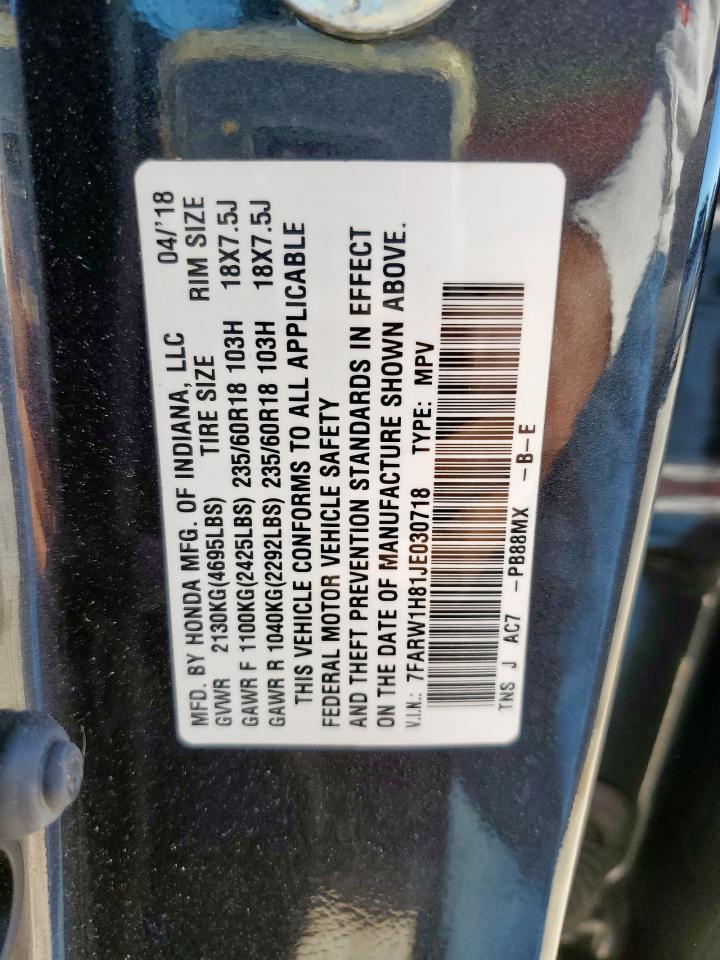 MFD. BY HONDA MFG. OF INDIANA, LLC 04/'18
GVWR 2130KG(4695LBS) TIRE SIZE RIM SIZE
GAWR F 1100KG(2425LBS) 235/60R18 103H 18X7.5J
GAWR R 1040KG(2292LBS) 235/60R18 103H 18X7.5J
THIS VEHICLE CONFORMS TO ALL APPLICABLE
FEDERAL MOTOR VEHICLE SAFETY
AND THEFT PREVENTION STANDARDS IN EFFECT
ON THE DATE OF MANUFACTURE SHOWN ABOVE.
V.I.N.: 7FARW1H81JE030718 TYPE: MPV
TNS J AC7 -PB88MX -B-E